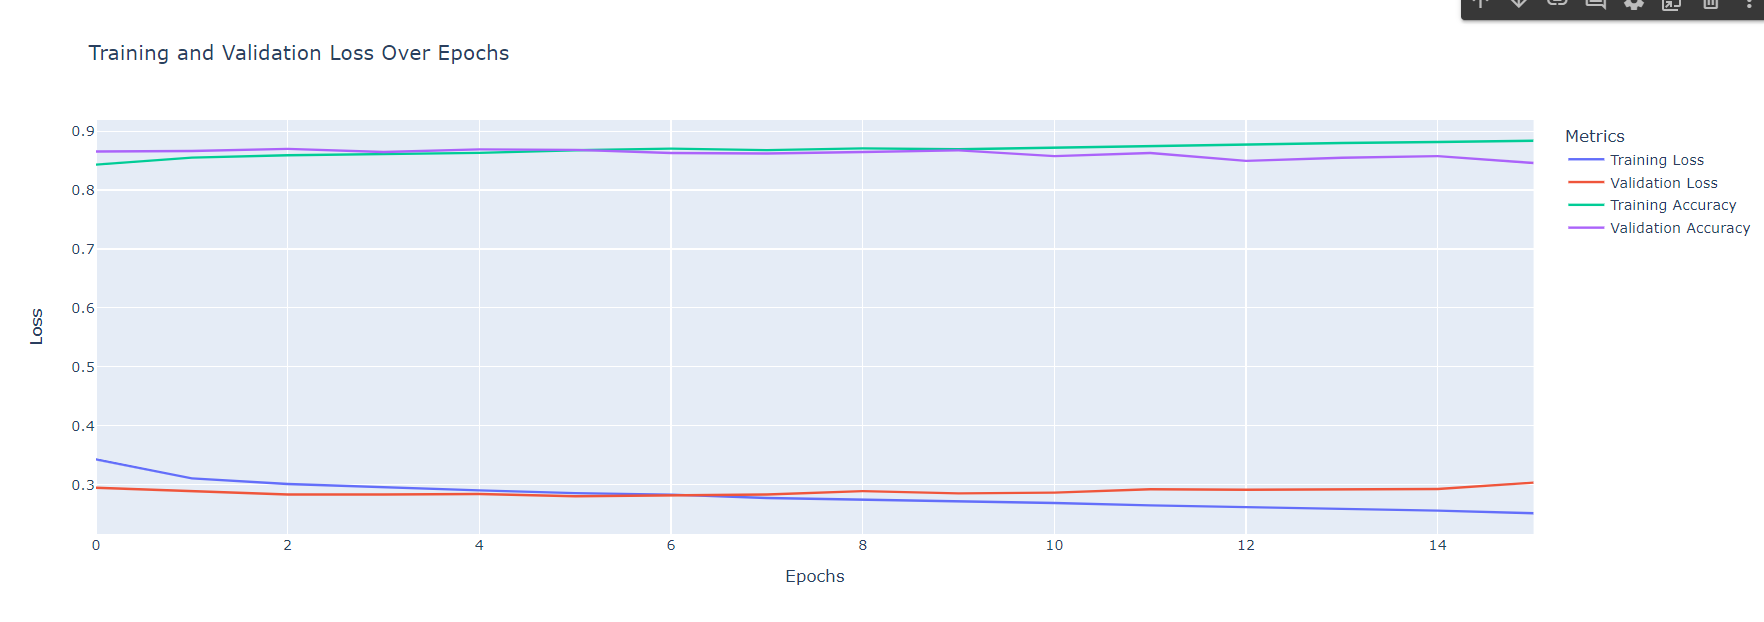 Training and Validation Loss Over Epochs
0.9
0.8
0.7
0.6
0.5
0.4
0.3
Loss
0 2 4 6 8 10 12 14
Epochs
Metrics
Training Loss
Validation Loss
Training Accuracy
Validation Accuracy